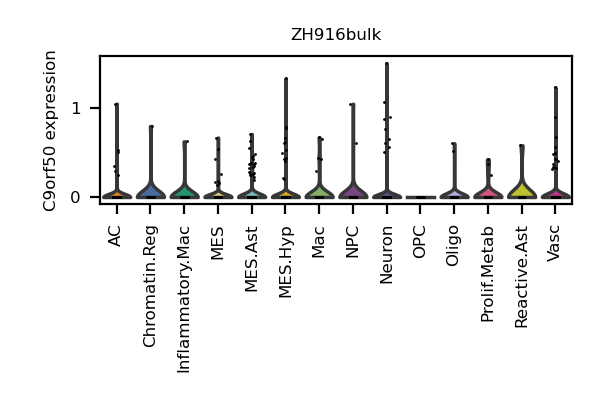 ZH916bulk
C9orf50 expression
1
0
AC
Chromatin.Reg
Inflammatory.Mac
MES
MES.Ast
MES.Hyp
Mac
NPC
Neuron
OPC
Oligo
Prolif.Metab
Reactive.Ast
Vasc